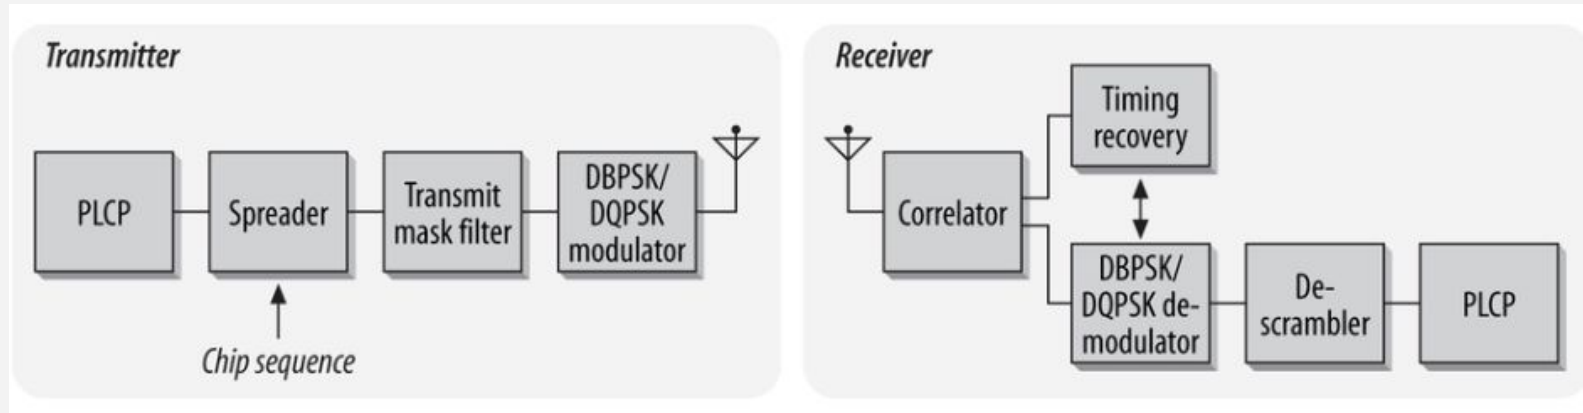 Transmitter
PLCP
Spreader
Transmit
mask filter
DBPSK/
DQPSK
modulator
Chip sequence
Receiver
Correlator
Timing
recovery
DBPSK/
DQPSK de-
modulator
De-
scrambler
PLCP